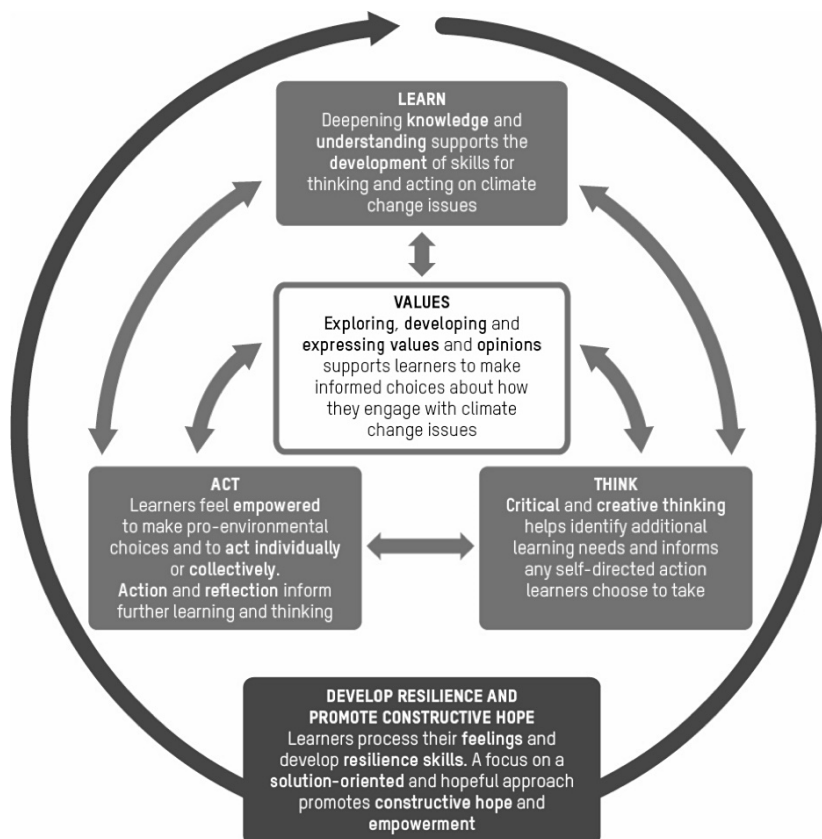 LEARN
Deepening knowledge and
understanding supports the
development of skills for
thinking and acting on climate
change issues
VALUES
Exploring, developing and
expressing values and opinions
supports learners to make
informed choices about how
they engage with climate
change issues
ACT
Learners feel empowered
to make pro-environmental
choices and to act individually
or collectively.
Action and reflection inform
further learning and thinking
THINK
Critical and creative thinking
helps identify additional
learning needs and informs
any self-directed action
learners choose to take
DEVELOP RESILIENCE AND
PROMOTE CONSTRUCTIVE HOPE
Learners process their feelings and
develop resilience skills. A focus on a
solution-oriented and hopeful approach
promotes constructive hope and
empowerment